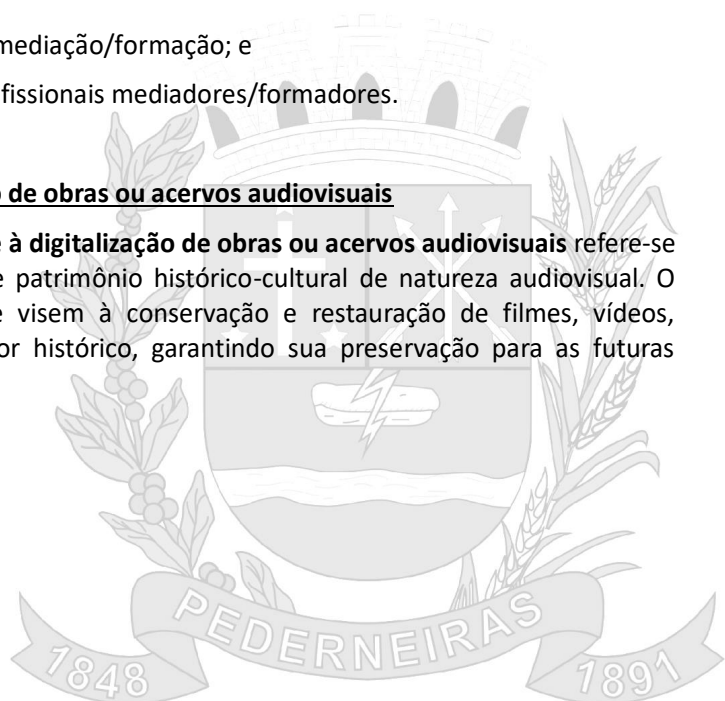 mediação/formação; e
fissionais mediadores/formadores.
o de obras ou acervos audiovisuais
e à digitalização de obras ou acervos audiovisuais refere-se
e patrimônio histórico-cultural de natureza audiovisual. O
e visem à conservação e restauração de filmes, vídeos,
or histórico, garantindo sua preservação para as futuras
PEDERNEIRAS
1848
1891